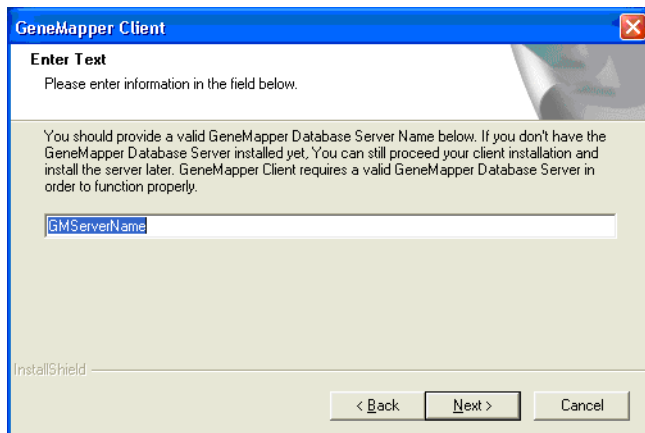 GeneMapper Client
Enter Text
Please enter information in the field below.
You should provide a valid GeneMapper Database Server Name below. If you don't have the
GeneMapper Database Server installed yet, You can still proceed your client installation and
install the server later. GeneMapper Client requires a valid GeneMapper Database Server in
order to function properly.
GMServerName
InstallShield
< Back Next > Cancel